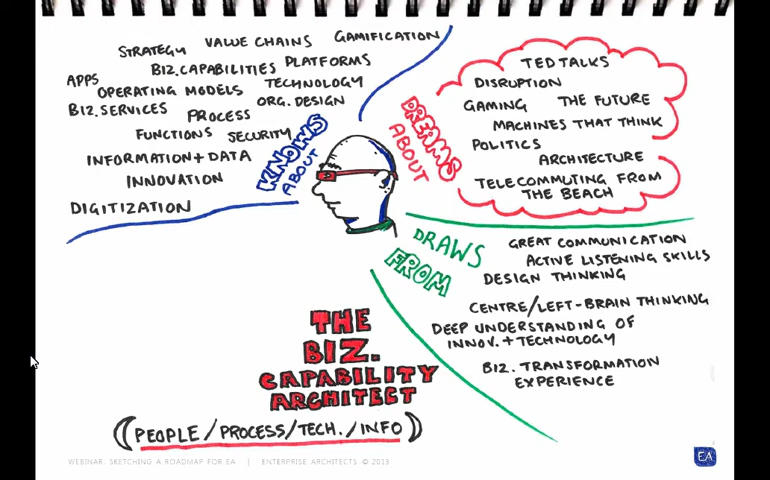 STRATEGY VALUE CHAINS GAMIFICATION
BIZ. CAPABILITIES PLATFORMS
APPS
OPERATING MODELS TECHNOLOGY
BIZ. SERVICES PROCESS ORG. DESIGN
FUNCTIONS SECURITY
INFORMATION + DATA
INNOVATION
DIGITIZATION
KNOWS
ABOUT
DREAMS
ABOUT
TED TALKS
DISRUPTION
GAMING THE FUTURE
MACHINES THAT THINK
POLITICS
ARCHITECTURE
TELECOMMUTING FROM
THE BEACH
DRAWS
FROM
GREAT COMMUNICATION
ACTIVE LISTENING SKILLS
DESIGN THINKING
CENTRE/LEFT-BRAIN THINKING
DEEP UNDERSTANDING OF
INNOV. + TECHNOLOGY
BIZ. TRANSFORMATION
EXPERIENCE
THE
BIZ.
CAPABILITY
ARCHITECT
(PEOPLE/PROCESS/TECH./INFO)
WEBINAR: SKETCHING A ROADMAP FOR EA | ENTERPRISE ARCHITECTS © 2013
EA